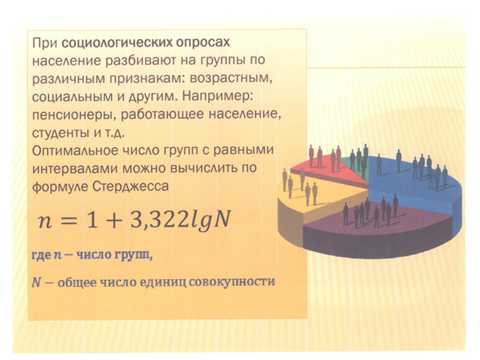 При социологических опросах
население разбивают на группы по
различным признакам: возрастным,
социальным и другим. Например:
пенсионеры, работающее население,
студенты и т.д.
Оптимальное число групп с равными
интервалами можно вычислить по
формуле Стерджесса
n = 1 + 3,322lgN
где n – число групп,
N – общее число единиц совокупности